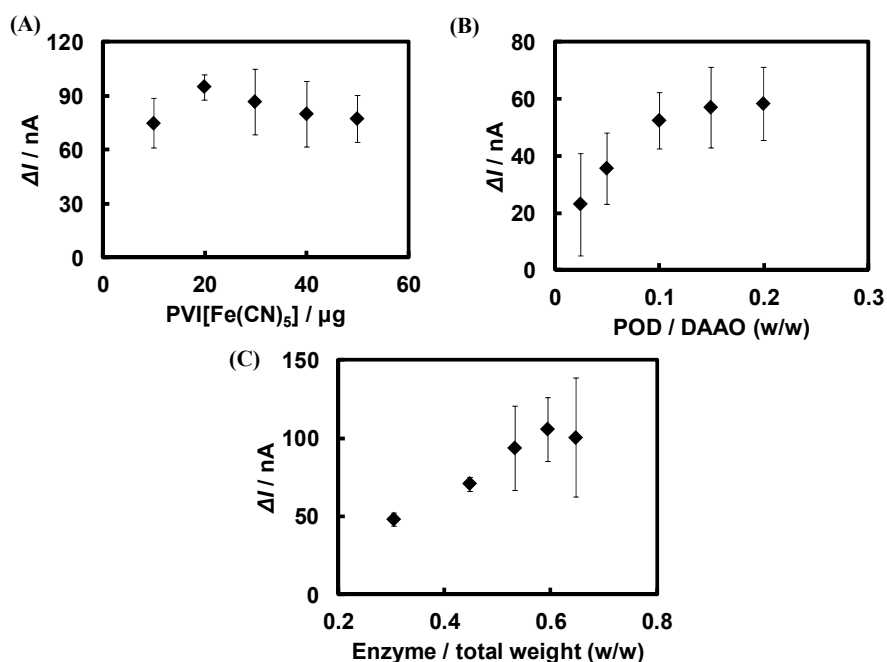 (A)
120
90
60
30
0
ΔI / nA
0 20 40 60
PVI[Fe(CN)₅] / µg
(B)
80
60
40
20
0
ΔI / nA
0 0.1 0.2 0.3
POD / DAAO (w/w)
(C)
150
100
50
0
ΔI / nA
0.2 0.4 0.6 0.8
Enzyme / total weight (w/w)